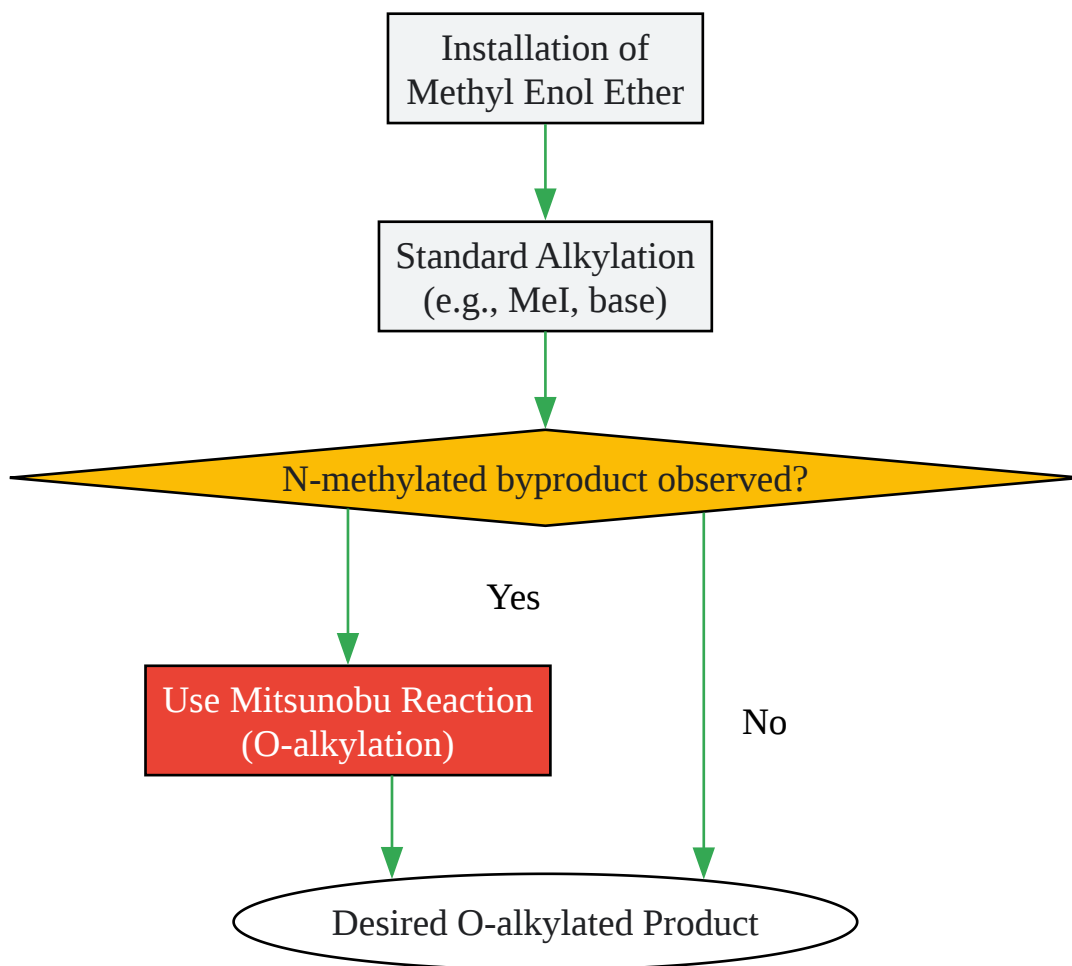 Installation of
Methyl Enol Ether
Standard Alkylation
(e.g., MeI, base)
N-methylated byproduct observed?
Yes
Use Mitsunobu Reaction
(O-alkylation)
No
Desired O-alkylated Product